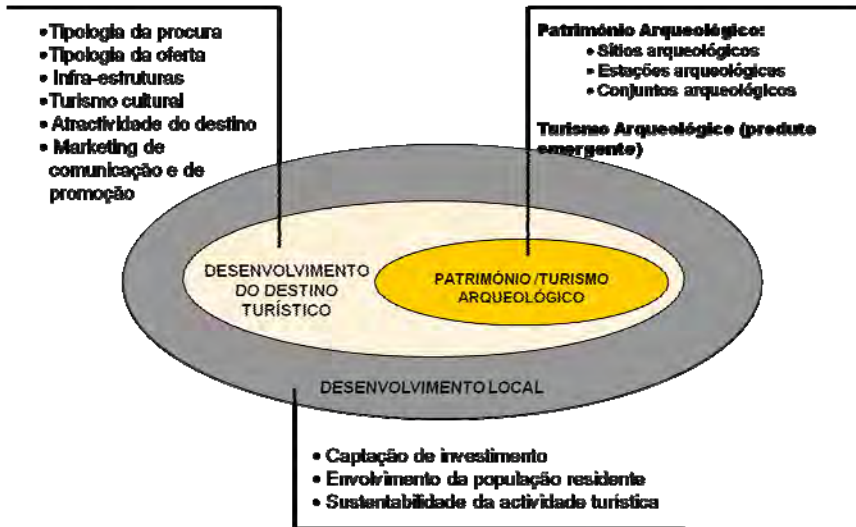 • Tipologia da procura
• Tipologia da oferta
• Infra-estruturas
• Turismo cultural
• Atractividade do destino
• Marketing de
comunicação e de
promoção
Património Arqueológico:
• Sítios arqueológicos
• Estações arqueológicas
• Conjuntos arqueológicos
Turismo Arqueológico (produto
emergente)
DESENVOLVIMENTO
DO DESTINO
TURÍSTICO
PATRIMÓNIO /TURISMO
ARQUEOLÓGICO
DESENVOLVIMENTO LOCAL
• Captação de investimento
• Envolvimento da população residente
• Sustentabilidade da actividade turística